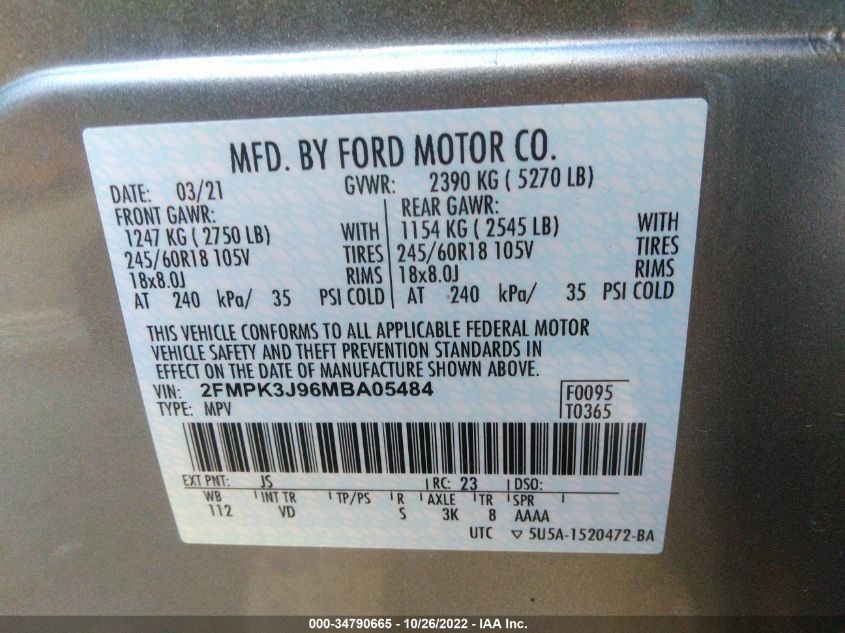 MFD. BY FORD MOTOR CO.
DATE: 03/21 GVWR: 2390 KG ( 5270 LB)
FRONT GAWR: REAR GAWR:
1247 KG ( 2750 LB) WITH 1154 KG ( 2545 LB) WITH
245/60R18 105V TIRES 245/60R18 105V TIRES
18x8.0J RIMS 18x8.0J RIMS
AT 240 kPa/ 35 PSI COLD AT 240 kPa/ 35 PSI COLD
THIS VEHICLE CONFORMS TO ALL APPLICABLE FEDERAL MOTOR
VEHICLE SAFETY AND THEFT PREVENTION STANDARDS IN
EFFECT ON THE DATE OF MANUFACTURE SHOWN ABOVE.
VIN: 2FMPK3J96MBA05484 F0095
TYPE: MPV T0365
EXT PNT: JS RC: 23 DSO:
WB INT TR TP/PS R AXLE TR SPR
112 VD S 3K 8 AAAA
UTC ▽ 5U5A-1520472-BA
000-34790665 - 10/26/2022 - IAA Inc.